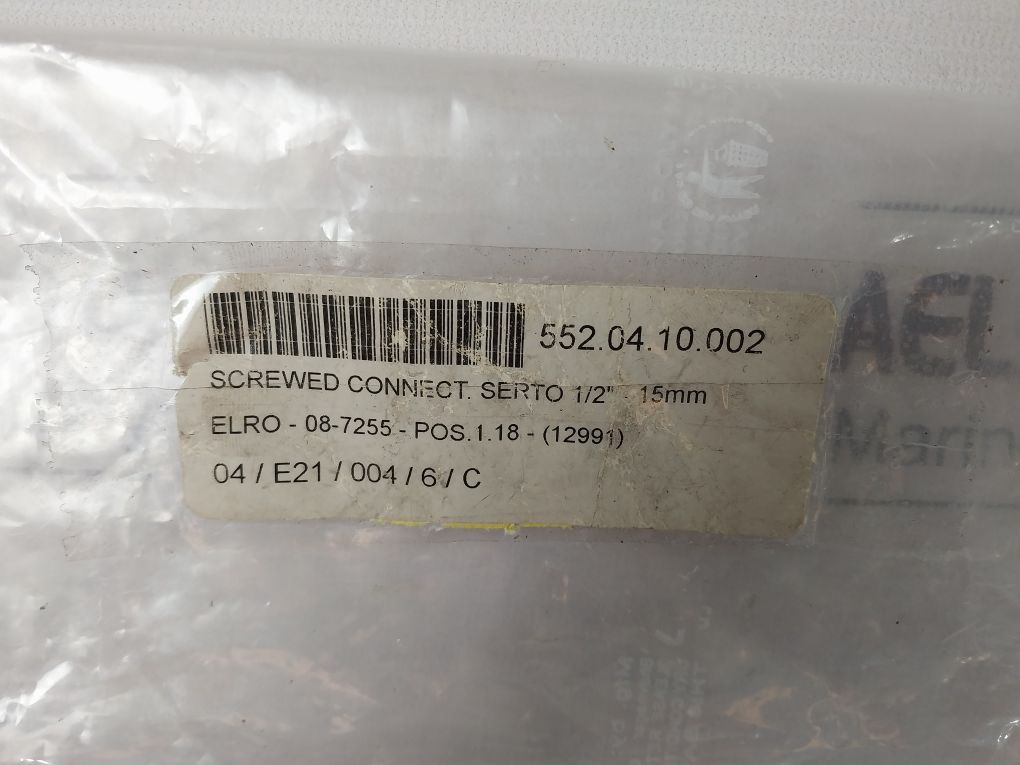 552.04.10.002
SCREWED CONNECT. SERTO 1/2" - 15mm
ELRO - 08-7255 - POS.1.18 - (12991)
04 / E21 / 004 / 6 / C
AEL
Marin